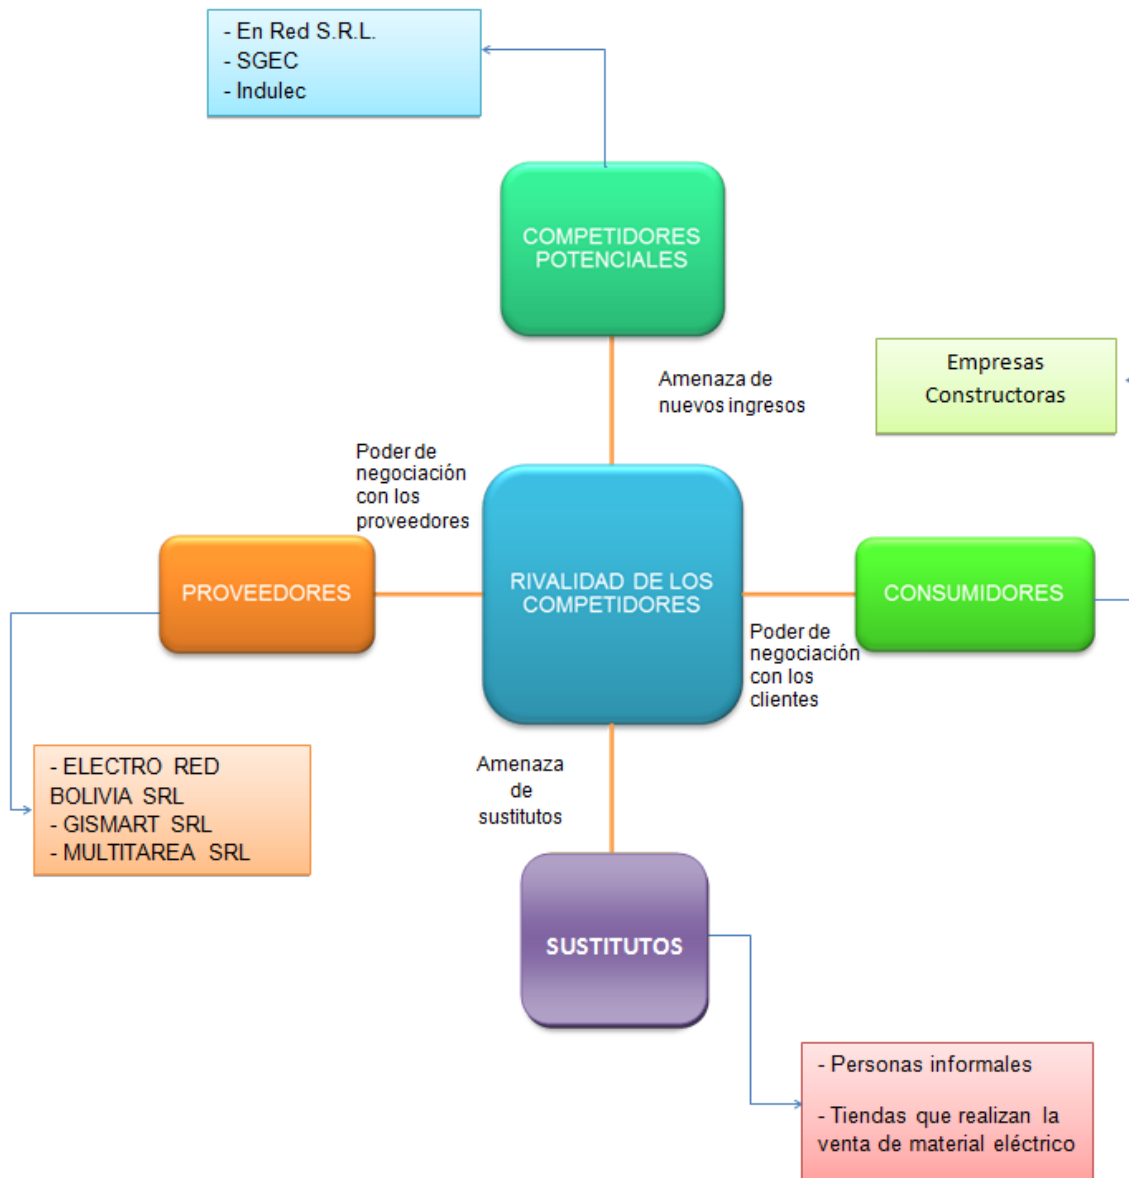 - En Red S.R.L.
- SGEC
- Indulec
COMPETIDORES
POTENCIALES
Amenaza de
nuevos ingresos
Empresas
Constructoras
Poder de
negociación
con los
proveedores
PROVEEDORES
RIVALIDAD DE LOS
COMPETIDORES
CONSUMIDORES
Poder de
negociación
con los
clientes
- ELECTRO RED
BOLIVIA SRL
- GISMART SRL
- MULTITAREA SRL
Amenaza
de
sustitutos
SUSTITUTOS
- Personas informales
- Tiendas que realizan la
venta de material eléctrico